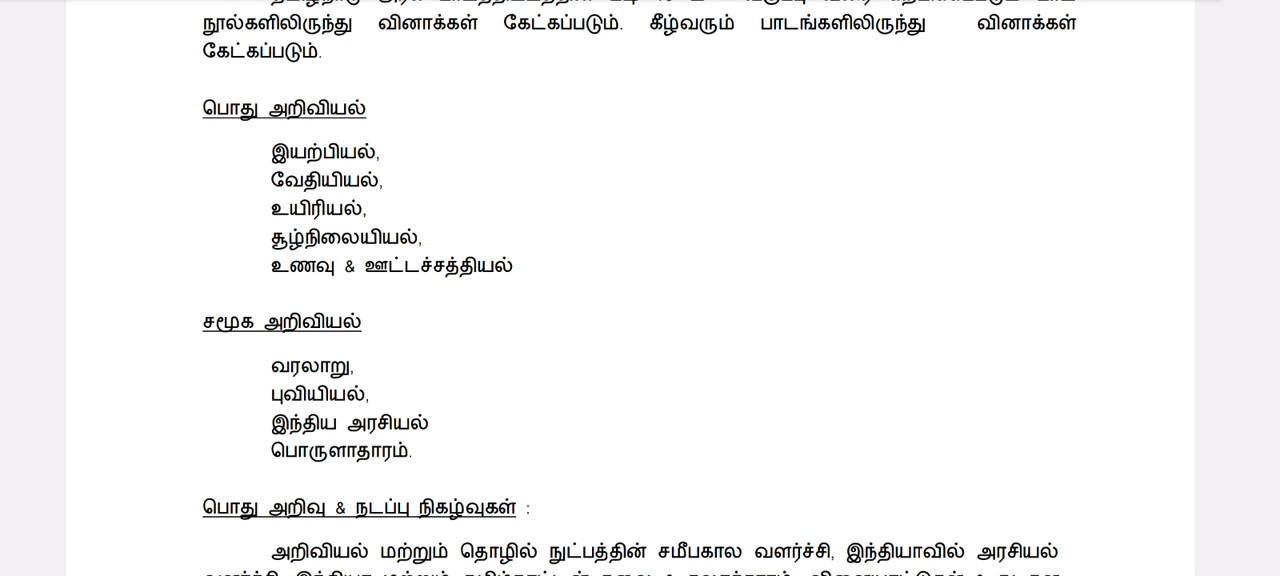 நூல்களிலிருந்து வினாக்கள் கேட்கப்படும். கீழ்வரும் பாடங்களிலிருந்து வினாக்கள்
கேட்கப்படும்.
பொது அறிவியல்
இயற்பியல்,
வேதியியல்,
உயிரியல்,
சூழ்நிலையியல்,
உணவு & ஊட்டச்சத்தியல்
சமூக அறிவியல்
வரலாறு,
புவியியல்,
இந்திய அரசியல்
பொருளாதாரம்.
பொது அறிவு & நடப்பு நிகழ்வுகள் :
அறிவியல் மற்றும் தொழில் நுட்பத்தின் சமீபகால வளர்ச்சி, இந்தியாவில் அரசியல்